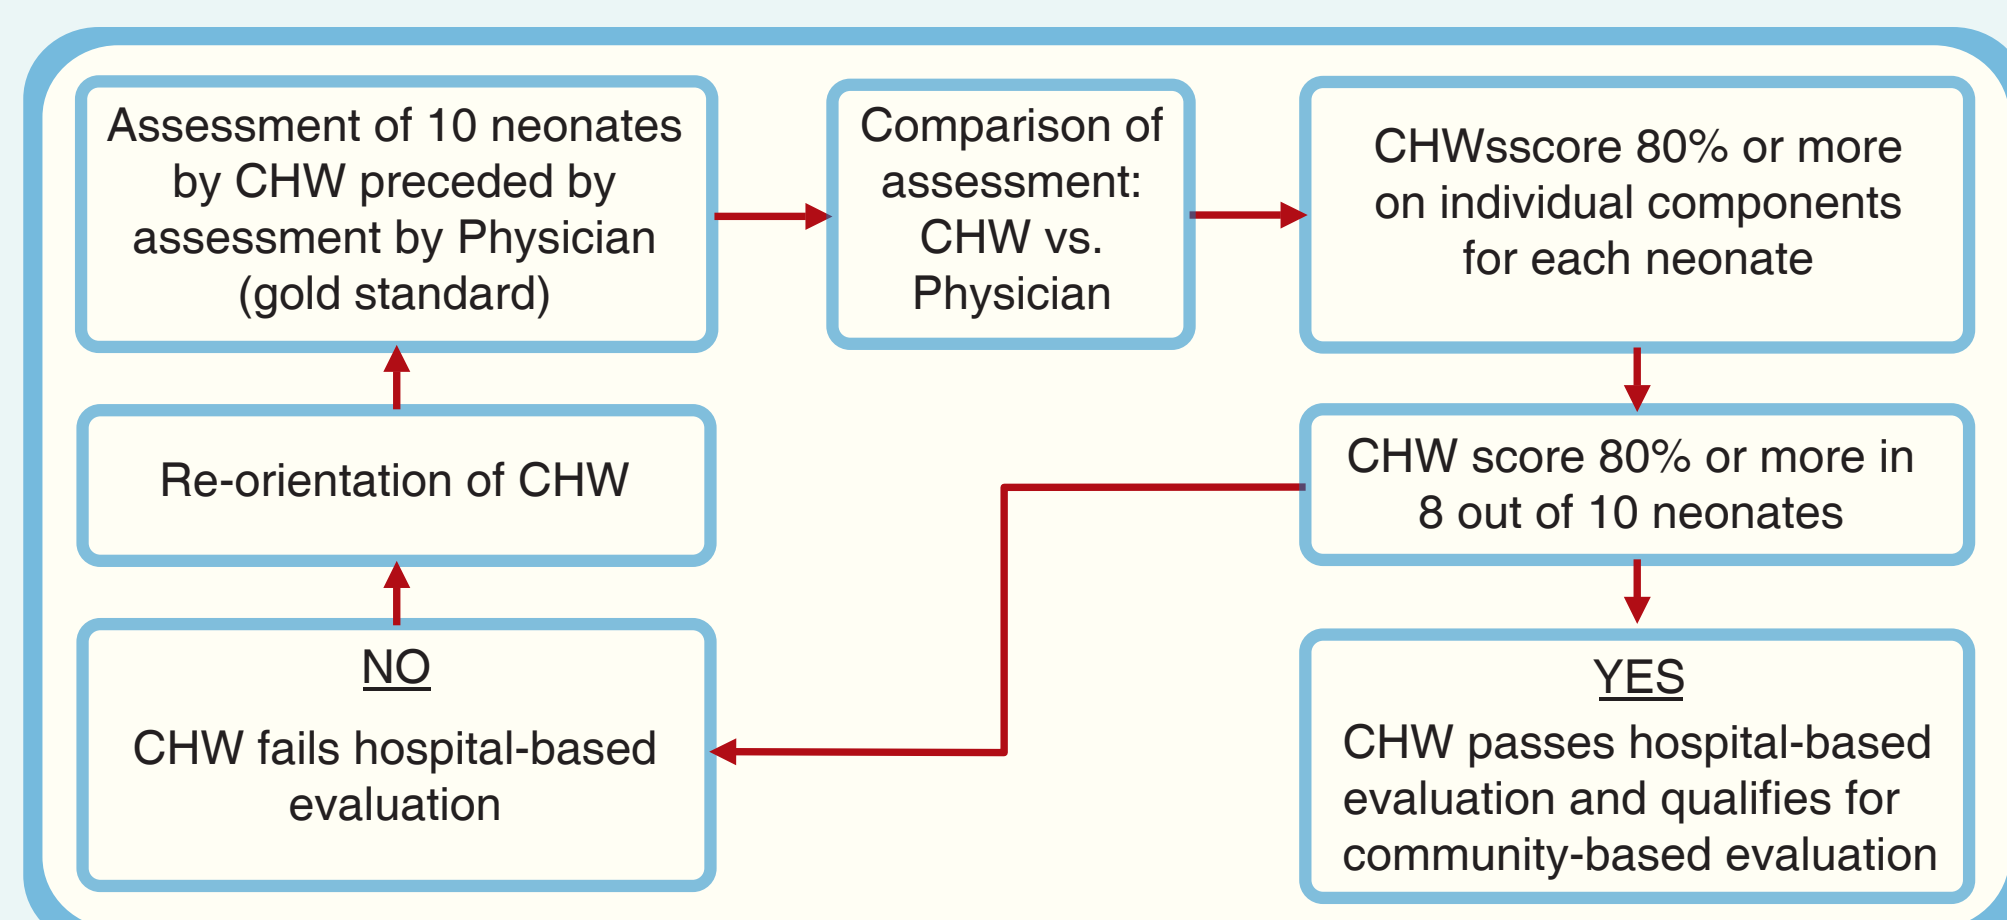 Assessment of 10 neonates
by CHW preceded by
assessment by Physician
(gold standard)
Comparison of
assessment:
CHW vs.
Physician
CHWsscore 80% or more
on individual components
for each neonate
CHW score 80% or more in
8 out of 10 neonates
YES
CHW passes hospital-based
evaluation and qualifies for
community-based evaluation
NO
CHW fails hospital-based
evaluation
Re-orientation of CHW